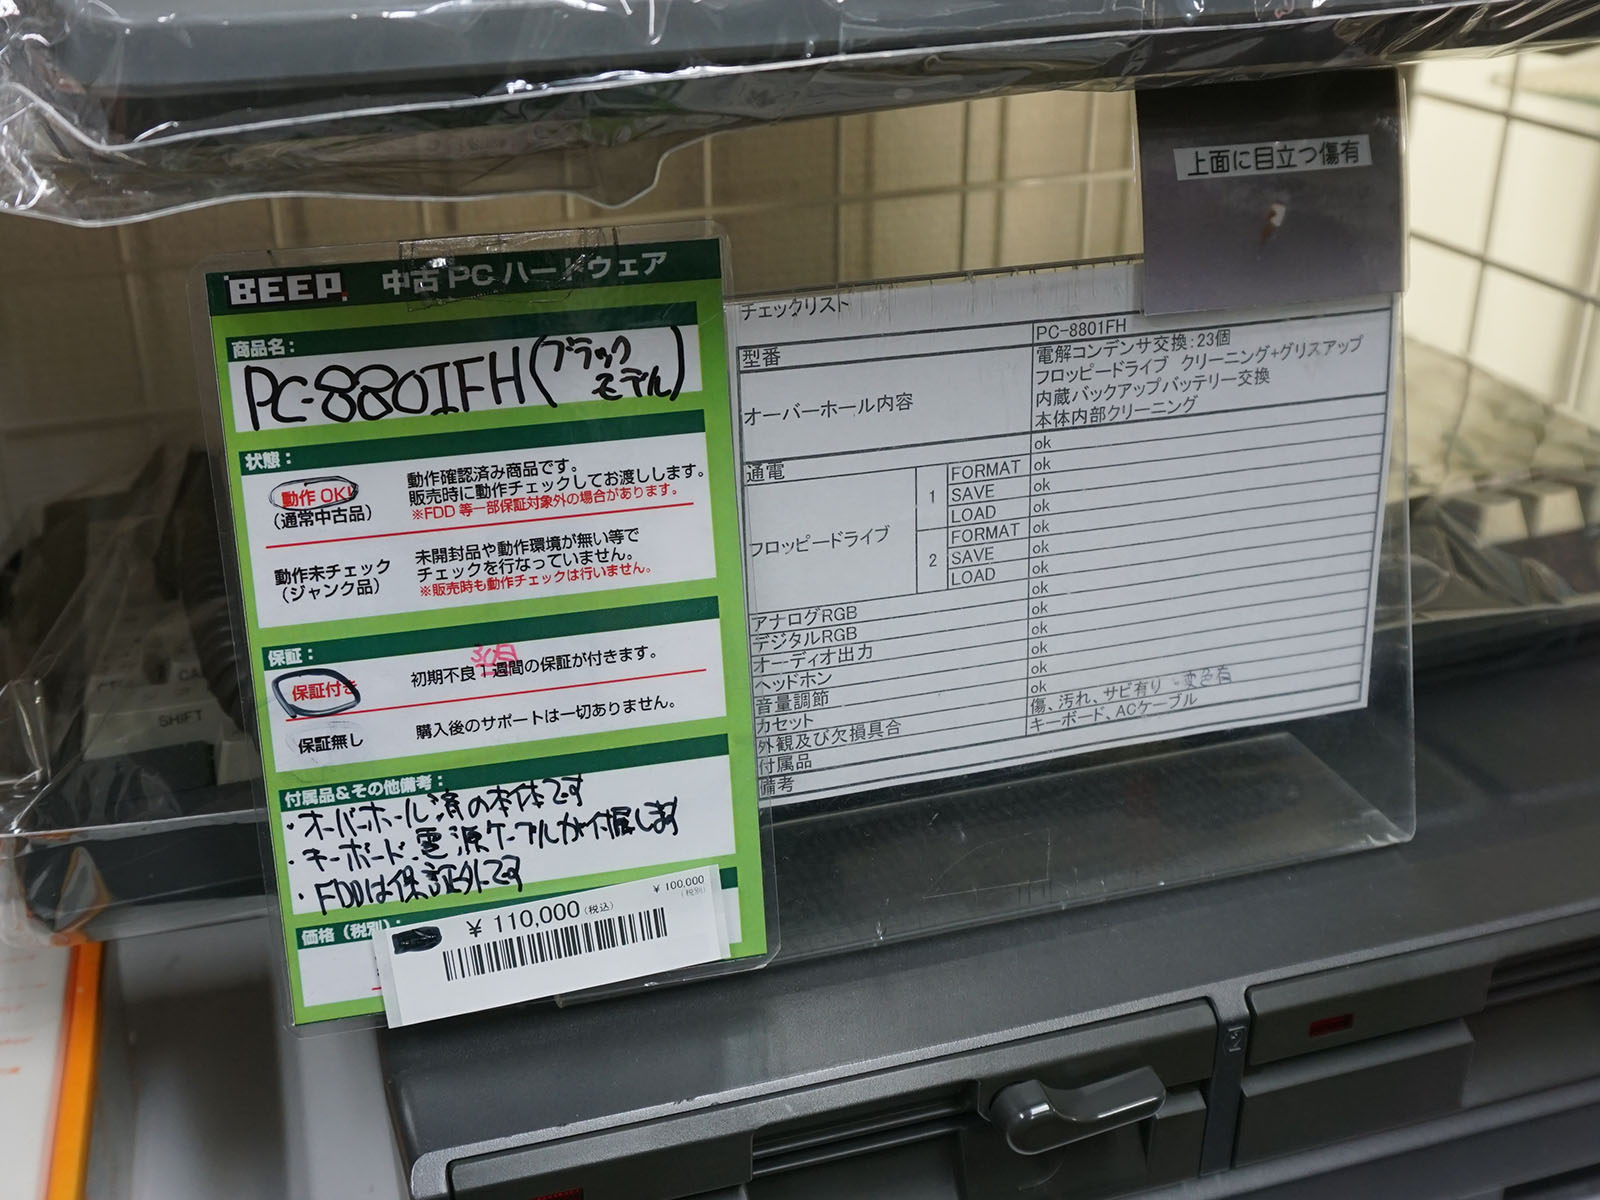 上面に目立つ傷有
BEEP 中古PCハードウェア
商品名：
PC-8801FH(ブラックモデル)
状態：
動作OK!
(通常中古品)
動作確認済み商品です。
販売時に動作チェックしてお渡しします。
※FDD等一部保証対象外の場合があります。
動作未チェック
(ジャンク品)
未開封品や動作環境が無い等で
チェックを行なっていません。
※販売時も動作チェックは行いません。
保証：
保証付き
30日
初期不良1週間の保証が付きます。
保証無し
購入後のサポートは一切ありません。
付属品&その他備考：
・オーバーホール済の本体です
・キーボード、電源ケーブルが付属します
・FDDは保証外です
価格（税別）：
¥ 100,000
(税別)
¥ 110,000 (税込)
チェックリスト
型番 PC-8801FH
オーバーホール内容
電解コンデンサ交換：23個
フロッピードライブ クリーニング+グリスアップ
内蔵バックアップバッテリー交換
本体内部クリーニング
通電 ok
フロッピードライブ
1 FORMAT ok
SAVE ok
LOAD ok
2 FORMAT ok
SAVE ok
LOAD ok
アナログRGB ok
デジタルRGB ok
オーディオ出力 ok
ヘッドホン ok
音量調節 ok
カセット ok
外観及び欠損具合 傷、汚れ、サビ有り、変色有
付属品 キーボード、ACケーブル
備考
SHIFT
2